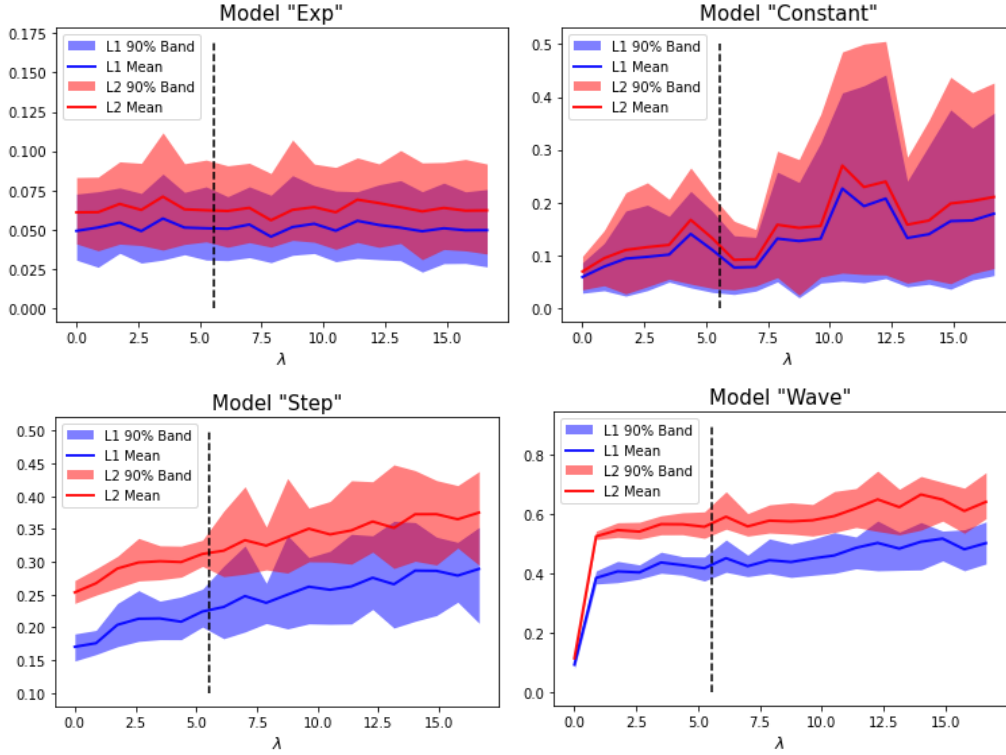 Model "Exp"
0.175
0.150
0.125
0.100
0.075
0.050
0.025
0.000
L1 90% Band
L1 Mean
L2 90% Band
L2 Mean
0.0 2.5 5.0 7.5 10.0 12.5 15.0
λ
Model "Constant"
0.5
0.4
0.3
0.2
0.1
0.0
L1 90% Band
L1 Mean
L2 90% Band
L2 Mean
0.0 2.5 5.0 7.5 10.0 12.5 15.0
λ
Model "Step"
0.50
0.45
0.40
0.35
0.30
0.25
0.20
0.15
0.10
L1 90% Band
L1 Mean
L2 90% Band
L2 Mean
0.0 2.5 5.0 7.5 10.0 12.5 15.0
λ
Model "Wave"
0.8
0.6
0.4
0.2
0.0
L1 90% Band
L1 Mean
L2 90% Band
L2 Mean
0.0 2.5 5.0 7.5 10.0 12.5 15.0
λ